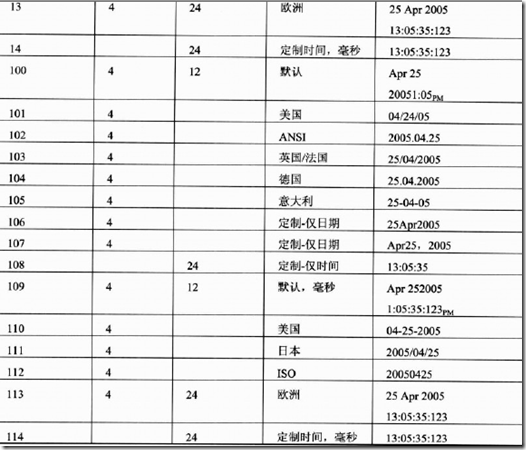 13 4 24 欧洲 25 Apr 2005
13:05:35:123
14 24 定制时间，毫秒 13:05:35:123
100 4 12 默认 Apr 25
20051:05PM
101 4 美国 04/24/05
102 4 ANSI 2005.04.25
103 4 英国/法国 25/04/2005
104 4 德国 25.04.2005
105 4 意大利 25-04-05
106 4 定制-仅日期 25Apr2005
107 4 定制-仅日期 Apr25，2005
108 24 定制-仅时间 13:05:35
109 4 12 默认，毫秒 Apr 252005
1:05:35:123PM
110 4 美国 04-25-2005
111 4 日本 2005/04/25
112 4 ISO 20050425
113 4 24 欧洲 25 Apr 2005
13:05:35:123
114 24 定制时间，毫秒 13:05:35:123